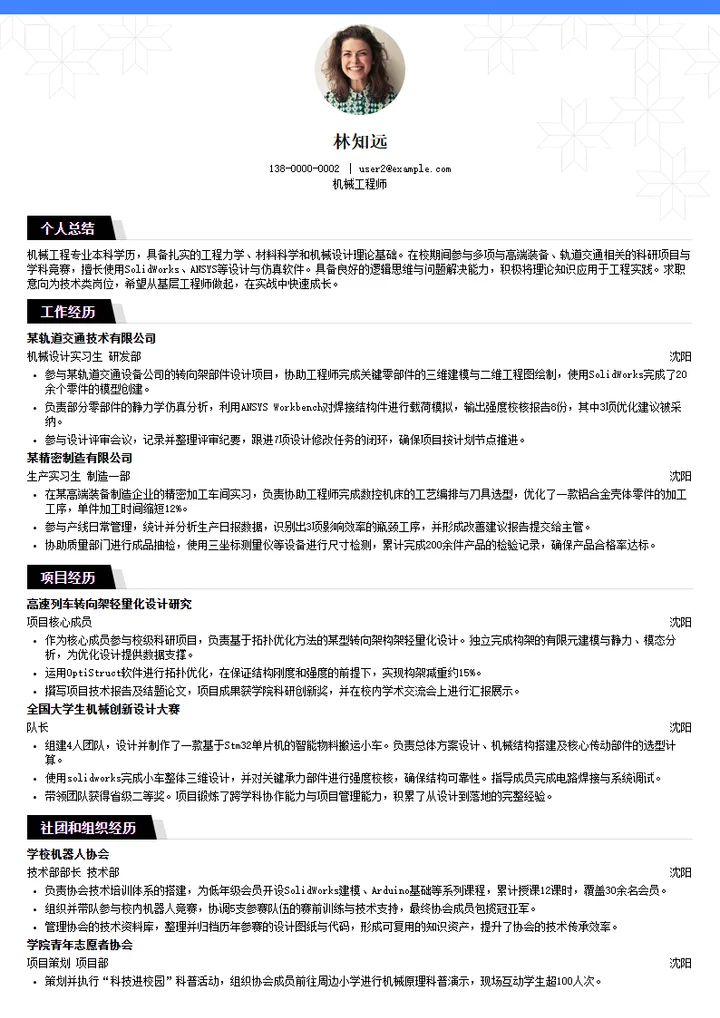 林知远
138-0000-0002 | user2@example.com
机械工程师
个人总结
机械工程专业本科学历，具备扎实的工程力学、材料科学和机械设计理论基础。在校期间参与多项与高端装备、轨道交通相关的科研项目与
学科竞赛，擅长使用SolidWorks、ANSYS等设计与仿真软件。具备良好的逻辑思维与问题解决能力，积极将理论知识应用于工程实践。求职
意向为技术类岗位，希望从基层工程师做起，在实战中快速成长。
工作经历
某轨道交通技术有限公司
机械设计实习生 研发部 沈阳
• 参与某轨道交通设备公司的转向架部件设计项目，协助工程师完成关键零部件的三维建模与二维工程图绘制，使用SolidWorks完成了20
余个零件的模型创建。
• 负责部分零部件的静力学仿真分析，利用ANSYS Workbench对焊接结构件进行载荷模拟，输出强度校核报告8份，其中3项优化建议被采
纳。
• 参与设计评审会议，记录并整理评审纪要，跟进7项设计修改任务的闭环，确保项目按计划节点推进。
某精密制造有限公司
生产实习生 制造一部 沈阳
• 在某高端装备制造企业的精密加工车间实习，负责协助工程师完成数控机床的工艺编排与刀具选型，优化了一款铝合金壳体零件的加工
工序，单件加工时间缩短12%。
• 参与产线日常管理，统计并分析生产日报数据，识别出3项影响效率的瓶颈工序，并形成改善建议报告提交给主管。
• 协助质量部门进行成品抽检，使用三坐标测量仪等设备进行尺寸检测，累计完成200余件产品的检验记录，确保产品合格率达标。
项目经历
高速列车转向架轻量化设计研究
项目核心成员 沈阳
• 作为核心成员参与校级科研项目，负责基于拓扑优化方法的某型转向架构架轻量化设计。独立完成构架的有限元建模与静力、模态分
析，为优化设计提供数据支撑。
• 运用OptiStruct软件进行拓扑优化，在保证结构刚度和强度的前提下，实现构架减重约15%。
• 撰写项目技术报告及结题论文，项目成果获学院科研创新奖，并在校内学术交流会上进行汇报展示。
全国大学生机械创新设计大赛
队长 沈阳
• 组建4人团队，设计并制作了一款基于Stm32单片机的智能物料搬运小车。负责总体方案设计、机械结构搭建及核心传动部件的选型计
算。
• 使用solidworks完成小车整体三维设计，并对关键承力部件进行强度校核，确保结构可靠性。指导成员完成电路焊接与系统调试。
• 带领团队获得省级二等奖。项目锻炼了跨学科协作能力与项目管理能力，积累了从设计到落地的完整经验。
社团和组织经历
学校机器人协会
技术部部长 技术部 沈阳
• 负责协会技术培训体系的搭建，为低年级会员开设SolidWorks建模、Arduino基础等系列课程，累计授课12课时，覆盖30余名会员。
• 组织并带队参与校内机器人竞赛，协调5支参赛队伍的赛前训练与技术支持，最终协会成员包揽冠亚军。
• 管理协会的技术资料库，整理并归档历年参赛的设计图纸与代码，形成可复用的知识资产，提升了协会的技术传承效率。
学院青年志愿者协会
项目策划 项目部 沈阳
• 策划并执行“科技进校园”科普活动，组织协会成员前往周边小学进行机械原理科普演示，现场互动学生超100人次。